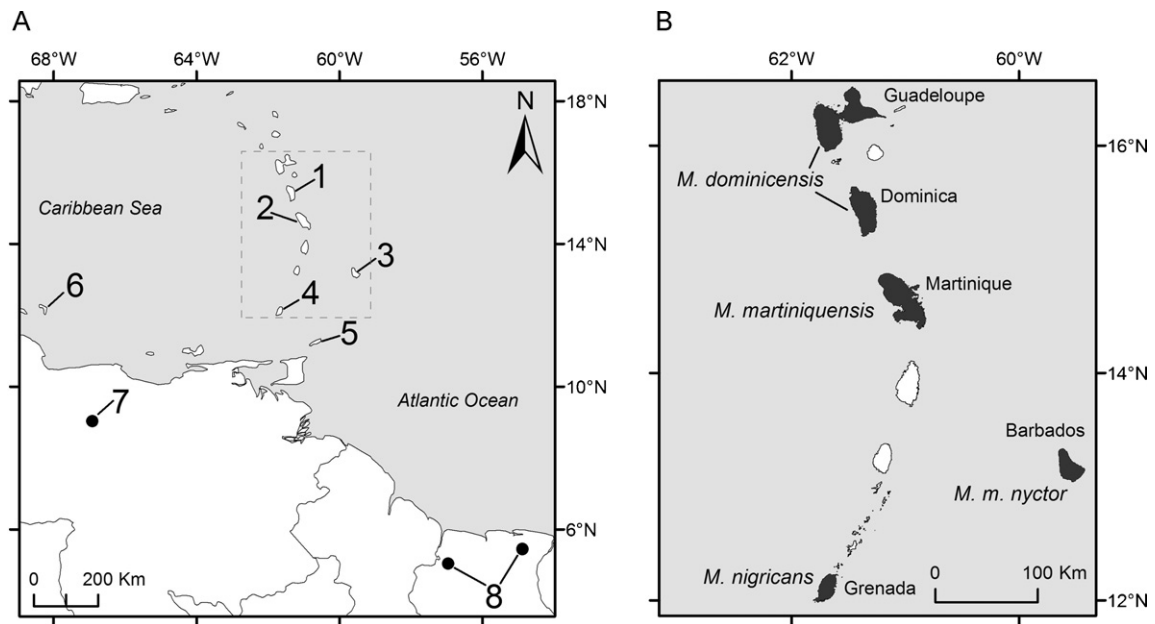 A
68°W 64°W 60°W 56°W
N
18°N
1
Caribbean Sea
2
14°N
3
6
4
5
10°N
7
Atlantic Ocean
6°N
0 200 Km
8
B
62°W 60°W
Guadeloupe
16°N
M. dominicensis
Dominica
Martinique
M. martiniquensis
14°N
Barbados
M. m. nyctor
M. nigricans
Grenada
0 100 Km
12°N